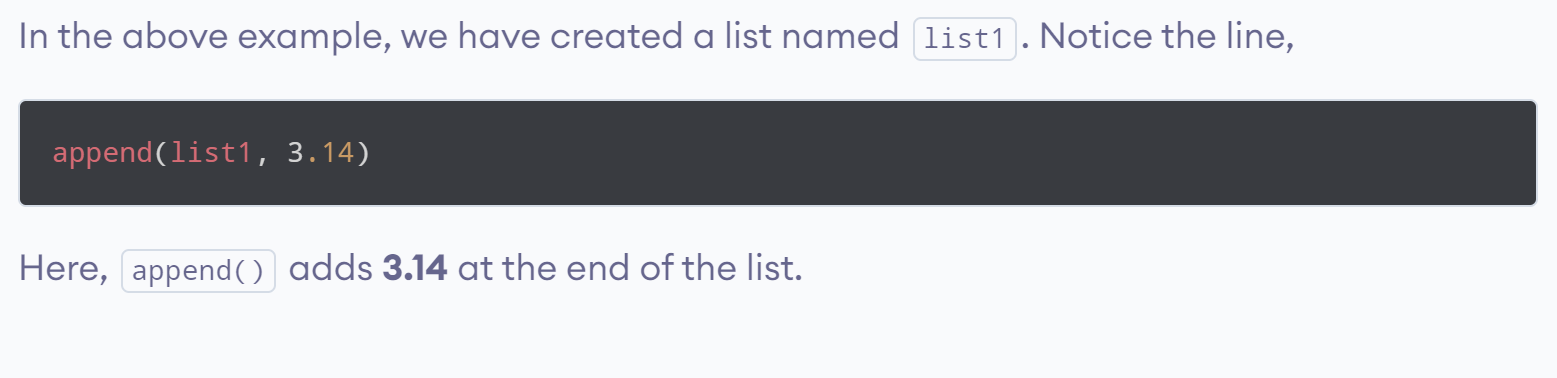 In the above example, we have created a list named list1. Notice the line,
append(list1, 3.14)
Here, append() adds 3.14 at the end of the list.